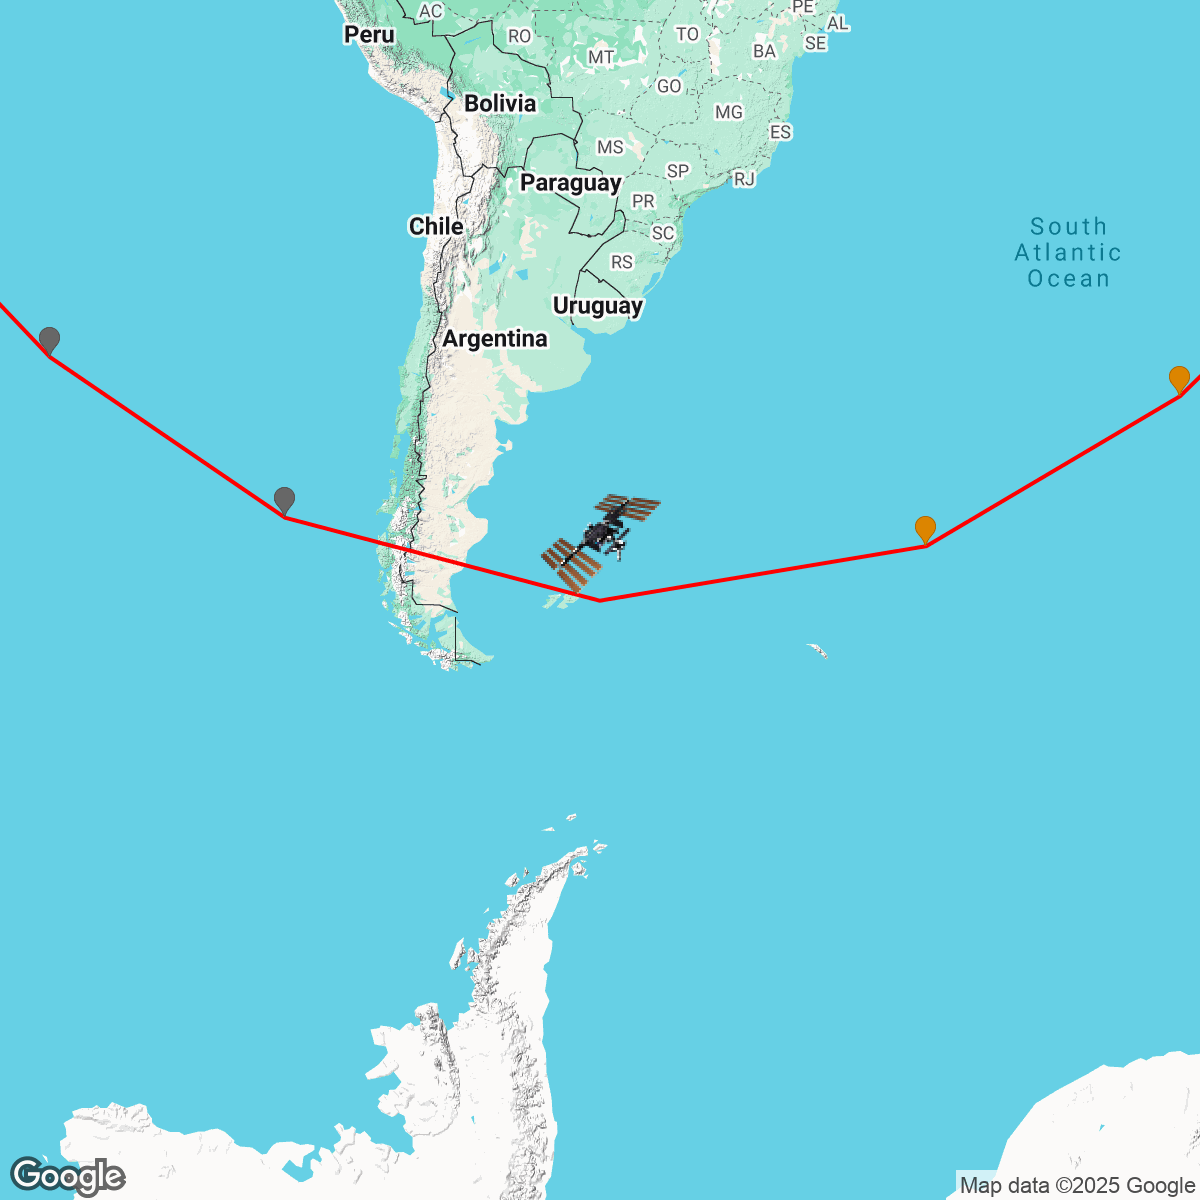 AC
PE
AL
Peru
RO
TO
SE
MT
BA
GO
Bolivia
MG
ES
MS
SP
RJ
Paraguay
PR
Chile
SC
South
Atlantic
Ocean
RS
Uruguay
Argentina
Google
Map data ©2025 Google